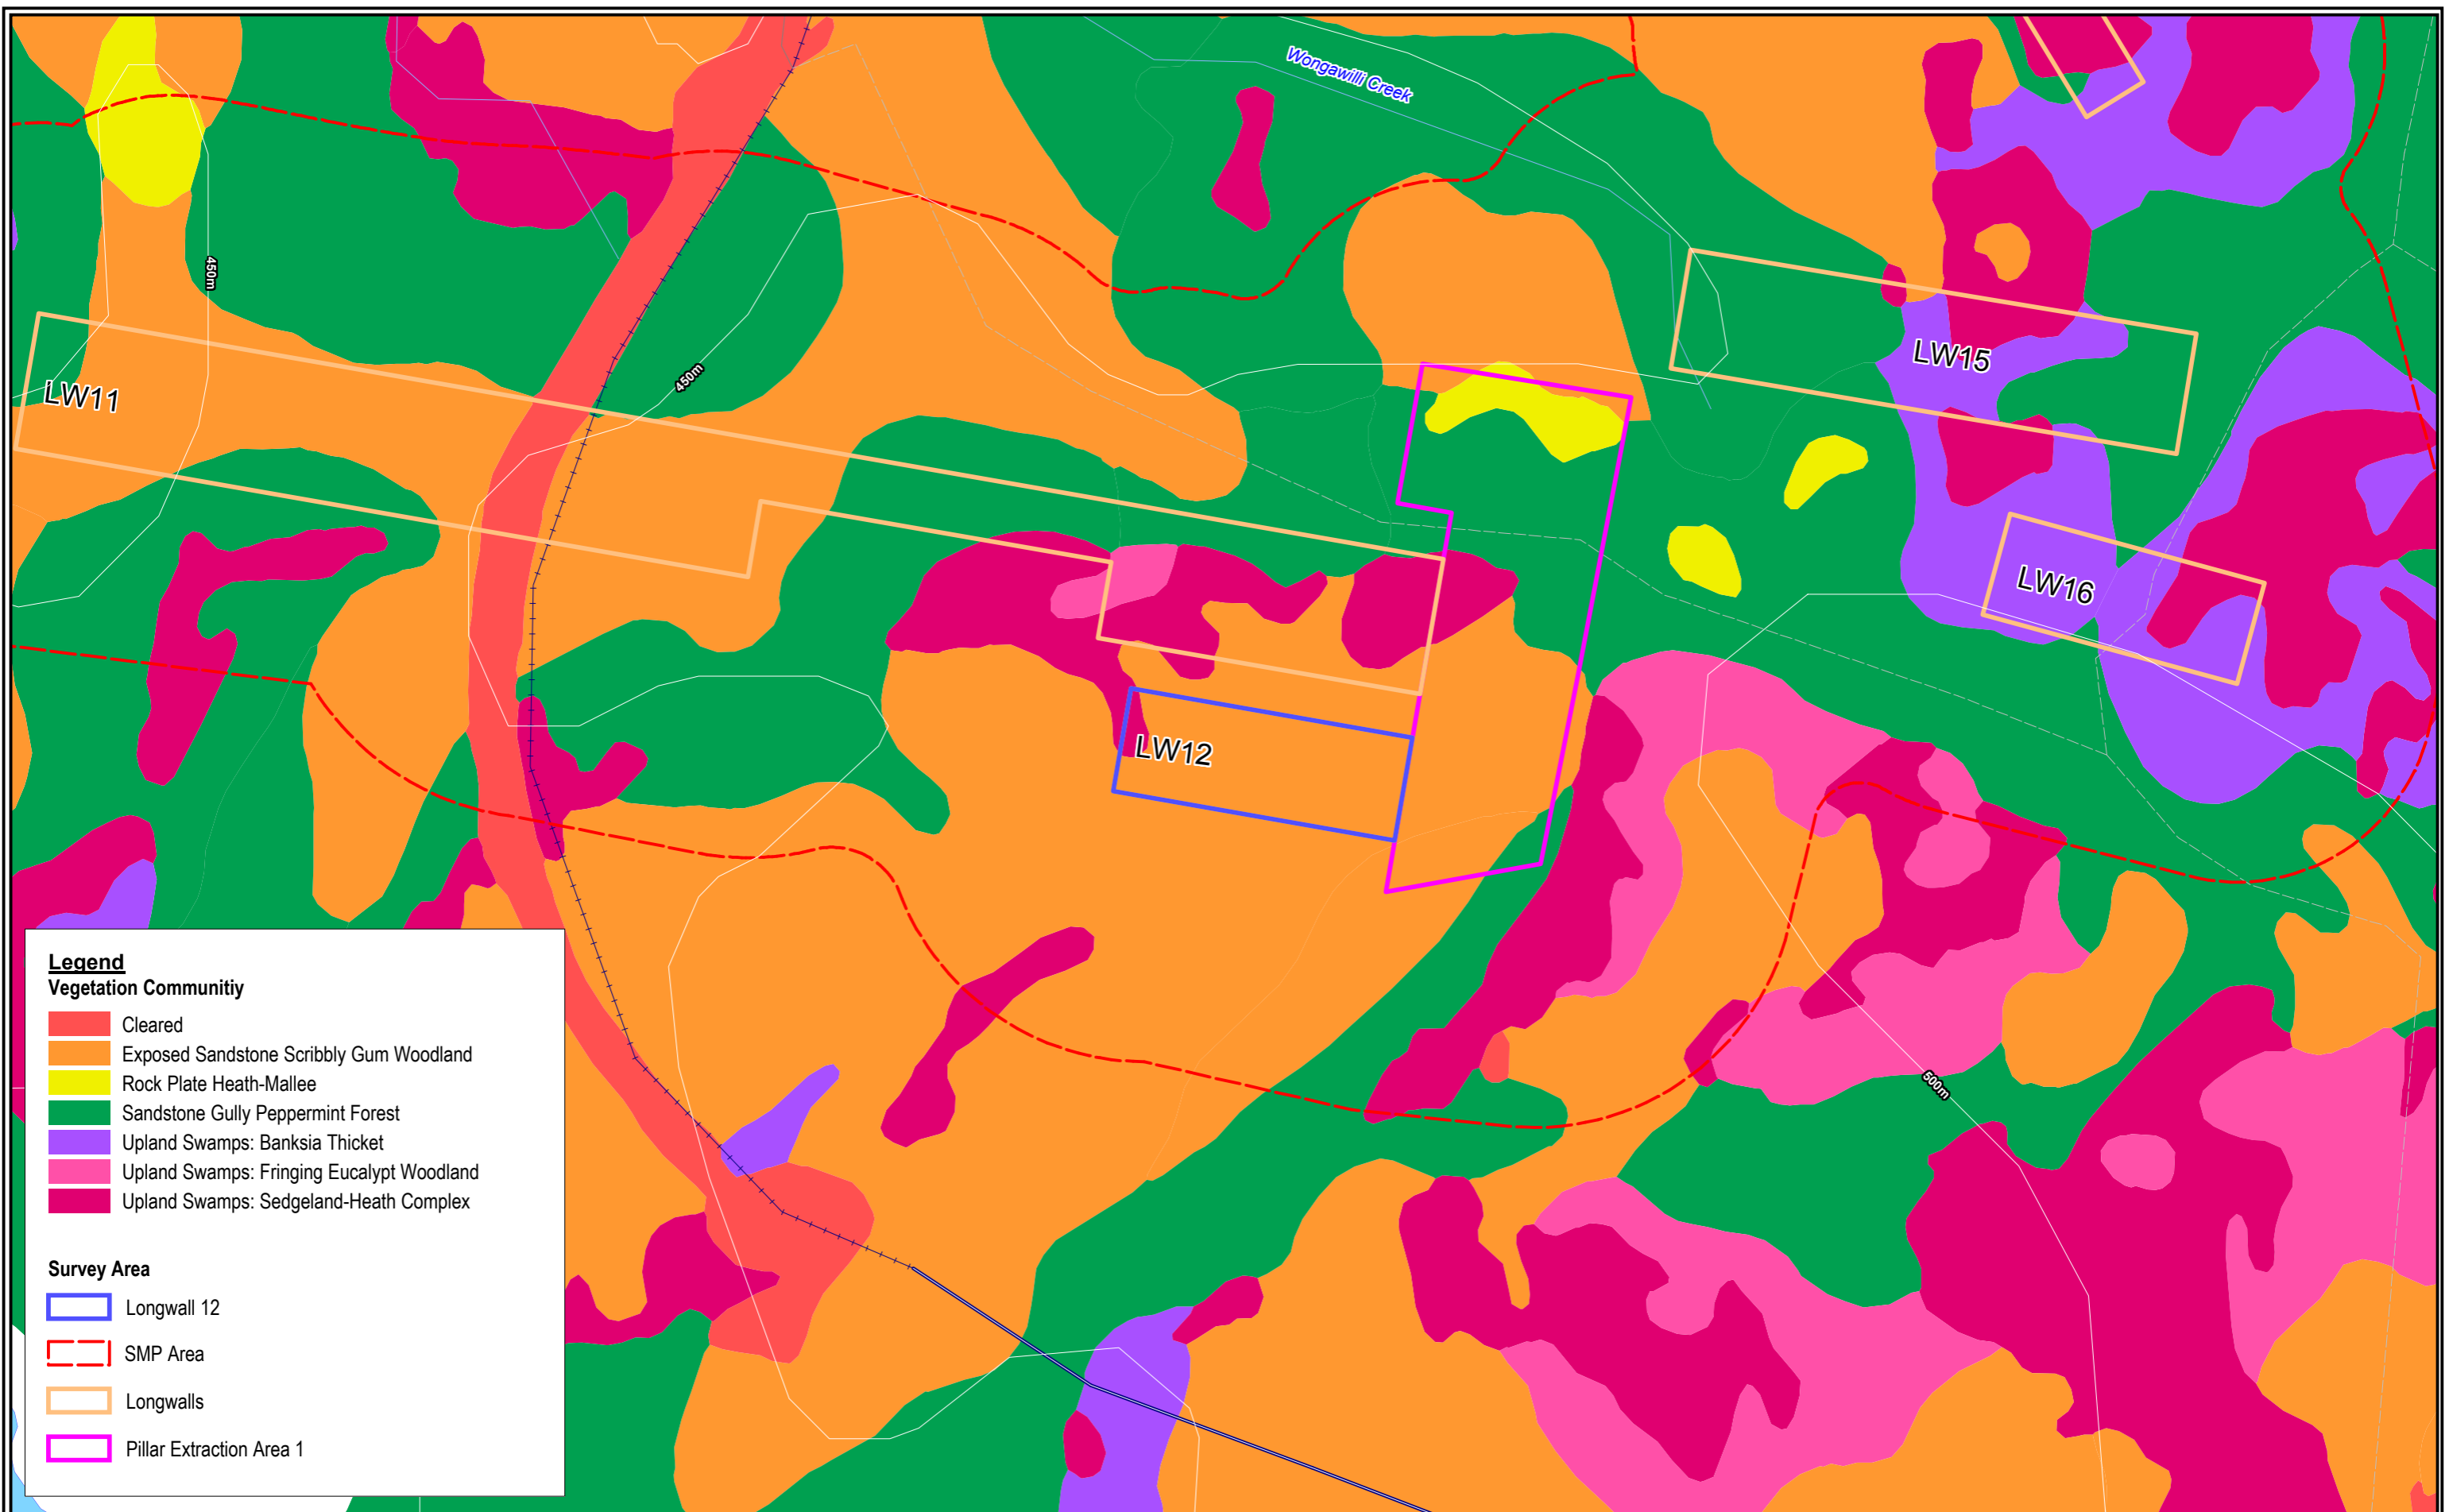 Wongawilli Creek
450m
450m
LW11
LW15
LW16
LW12
500m
Legend
Vegetation Communitiy
Cleared
Exposed Sandstone Scribbly Gum Woodland
Rock Plate Heath-Mallee
Sandstone Gully Peppermint Forest
Upland Swamps: Banksia Thicket
Upland Swamps: Fringing Eucalypt Woodland
Upland Swamps: Sedgeland-Heath Complex
Survey Area
Longwall 12
SMP Area
Longwalls
Pillar Extraction Area 1